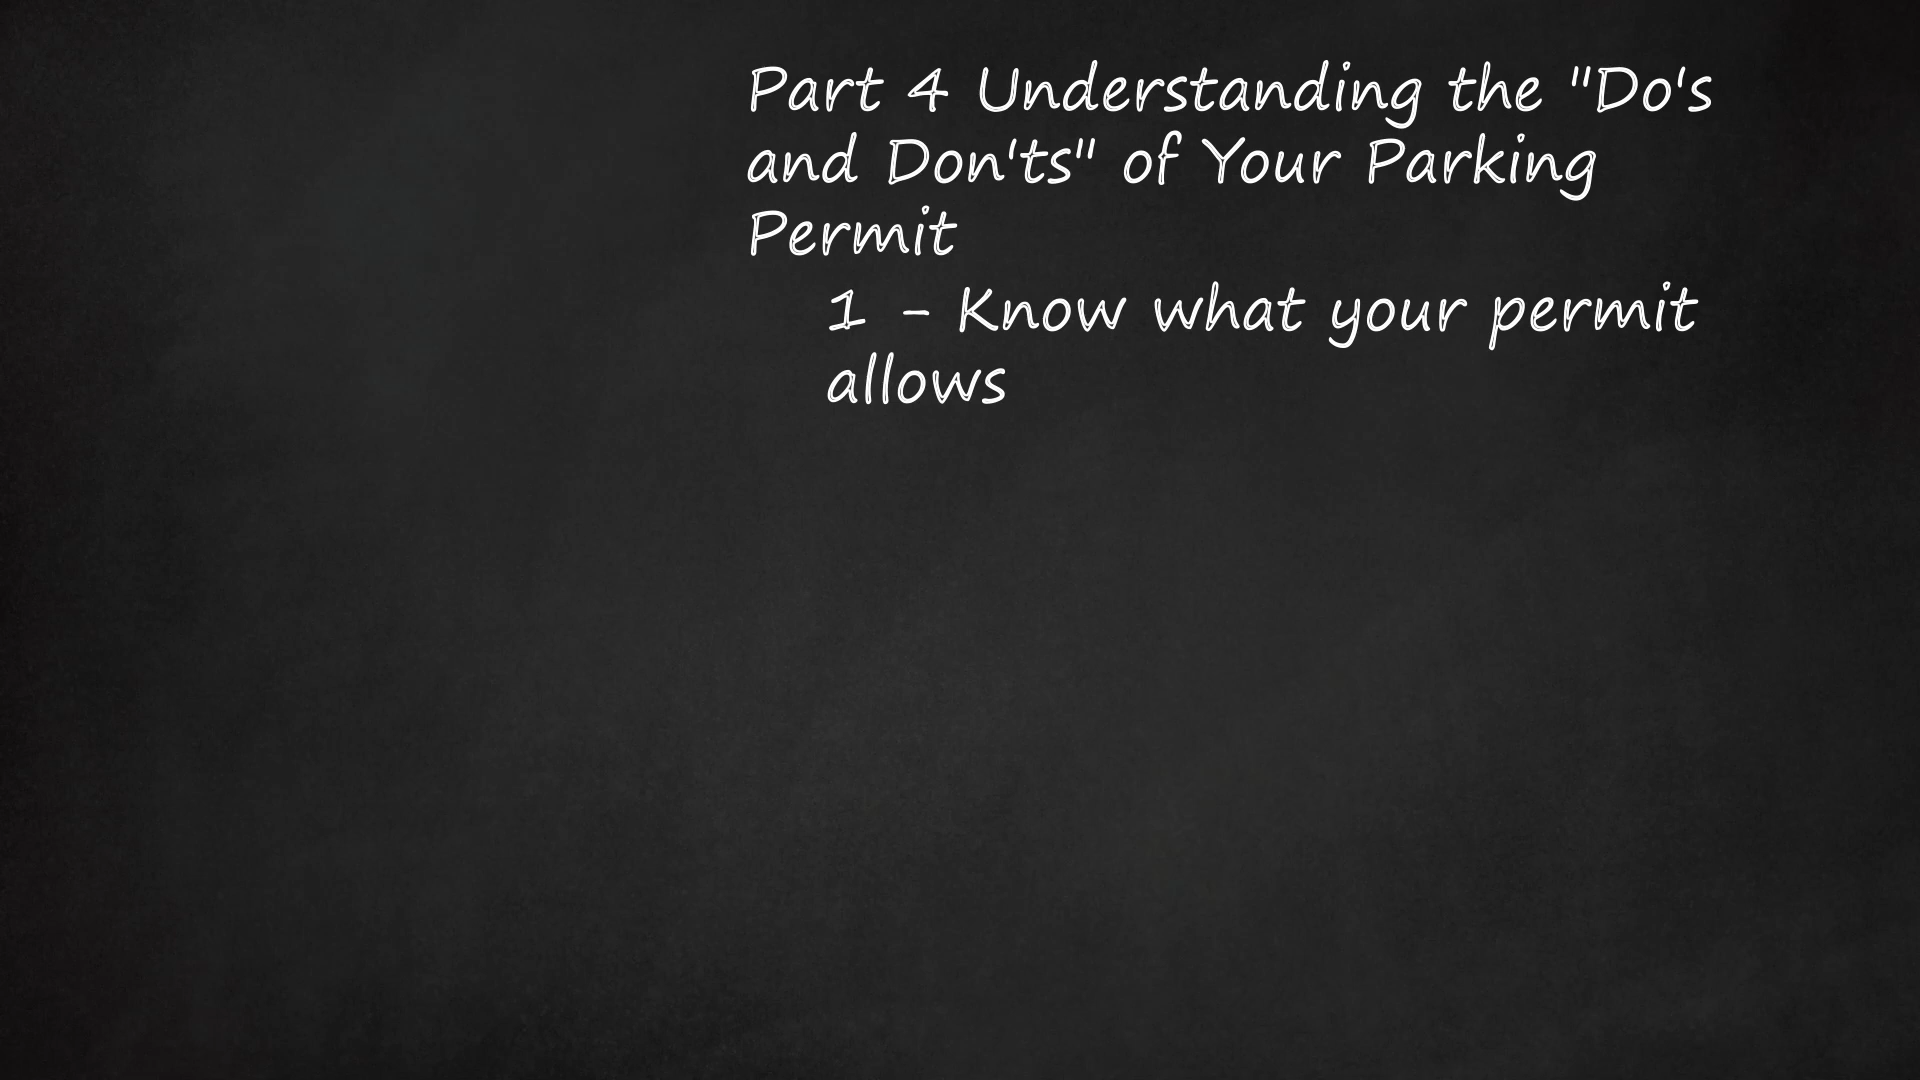 Part 4 Understanding the "Do's
and Don'ts" of Your Parking
Permit
1 - Know what your permit
allows